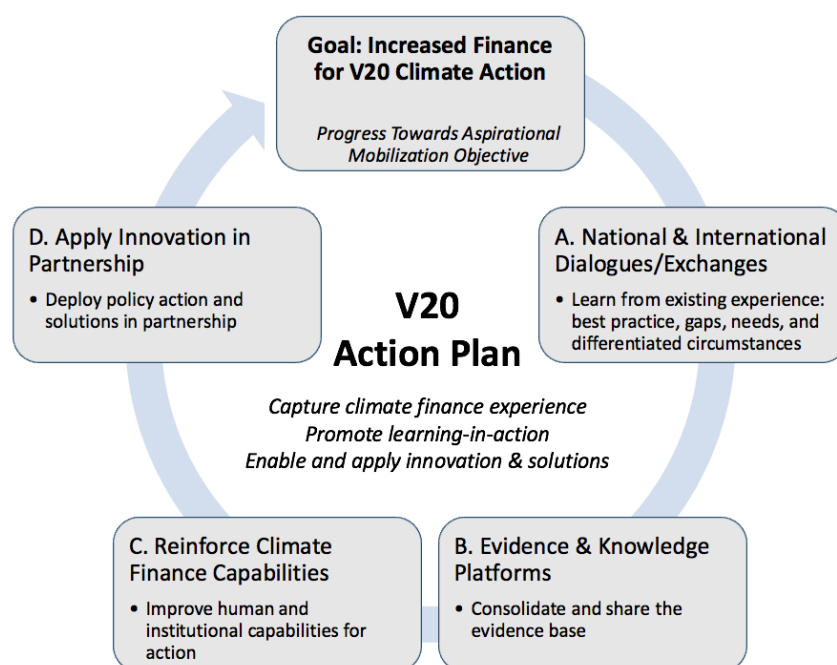 Goal: Increased Finance
for V20 Climate Action
Progress Towards Aspirational
Mobilization Objective
D. Apply Innovation in
Partnership
• Deploy policy action and
solutions in partnership
A. National & International
Dialogues/Exchanges
• Learn from existing experience:
best practice, gaps, needs, and
differentiated circumstances
V20
Action Plan
Capture climate finance experience
Promote learning-in-action
Enable and apply innovation & solutions
C. Reinforce Climate
Finance Capabilities
• Improve human and
institutional capabilities for
action
B. Evidence & Knowledge
Platforms
• Consolidate and share the
evidence base